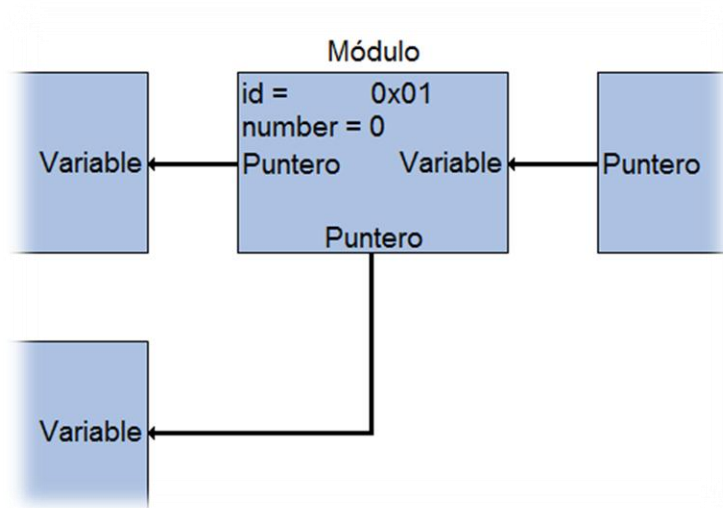 Módulo
id = 0x01
number = 0
Variable
Puntero
Variable
Puntero
Puntero
Variable